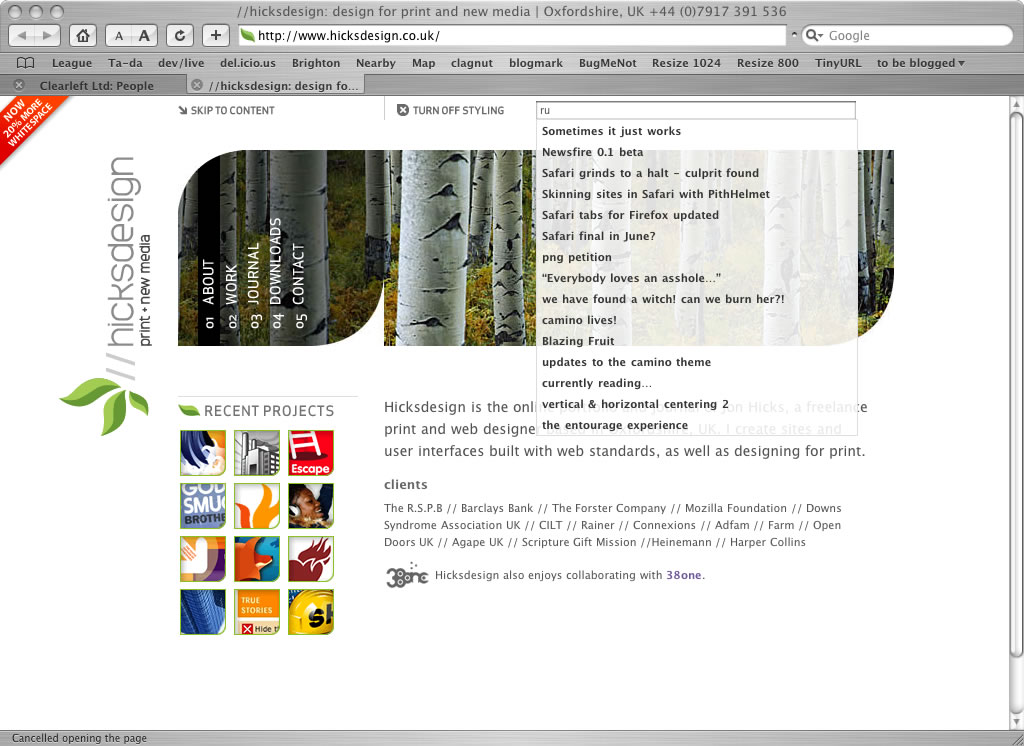 //hicksdesign: design for print and new media | Oxfordshire, UK +44 (0)7917 391 536
A A + http://www.hicksdesign.co.uk/ Google
League Ta-da dev/live del.icio.us Brighton Nearby Map clagnut blogmark BugMeNot Resize 1024 Resize 800 TinyURL to be blogged
Clearleft Ltd: People //hicksdesign: design fo...
NOW
20% MORE
WHITESPACE
SKIP TO CONTENT TURN OFF STYLING ru
Sometimes it just works
Newsfire 0.1 beta
Safari grinds to a halt - culprit found
Skinning sites in Safari with PithHelmet
Safari tabs for Firefox updated
Safari final in June?
png petition
“Everybody loves an asshole...”
we have found a witch! can we burn her?!
camino lives!
Blazing Fruit
updates to the camino theme
currently reading...
vertical & horizontal centering 2
the entourage experience
// hicksdesign
print + new media
01 ABOUT
02 WORK
03 JOURNAL
04 DOWNLOADS
05 CONTACT
RECENT PROJECTS
Escape
GOD
SMUG
BROTHE
TRUE
STORIES
Hide t
Hicksdesign is the online portfolio and journal of Jon Hicks, a freelance
print and web designer based in Oxfordshire, UK. I create sites and
user interfaces built with web standards, as well as designing for print.
clients
The R.S.P.B // Barclays Bank // The Forster Company // Mozilla Foundation // Downs
Syndrome Association UK // CILT // Rainer // Connexions // Adfam // Farm // Open
Doors UK // Agape UK // Scripture Gift Mission //Heinemann // Harper Collins
38one Hicksdesign also enjoys collaborating with 38one.
Cancelled opening the page